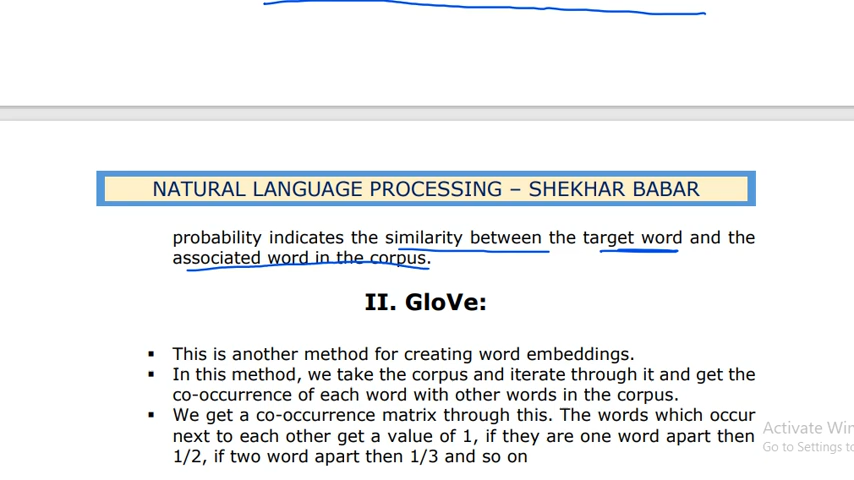 NATURAL LANGUAGE PROCESSING – SHEKHAR BABAR
probability indicates the similarity between the target word and the
associated word in the corpus.
II. GloVe:
▪ This is another method for creating word embeddings.
▪ In this method, we take the corpus and iterate through it and get the
co-occurrence of each word with other words in the corpus.
▪ We get a co-occurrence matrix through this. The words which occur
next to each other get a value of 1, if they are one word apart then
1/2, if two word apart then 1/3 and so on
Activate Win
Go to Settings to